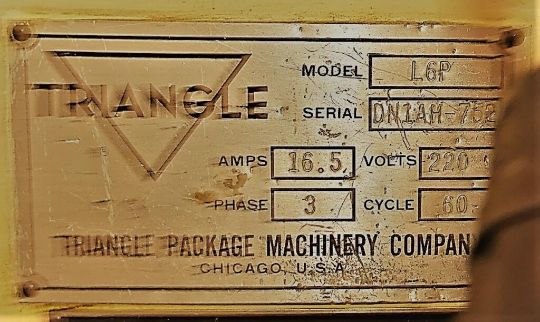 TRIANGLE
MODEL L6P
SERIAL DN1AH 762
AMPS 16.5 VOLTS 220
PHASE 3 CYCLE 60
TRIANGLE PACKAGE MACHINERY COMPAN
CHICAGO, U.S.A.